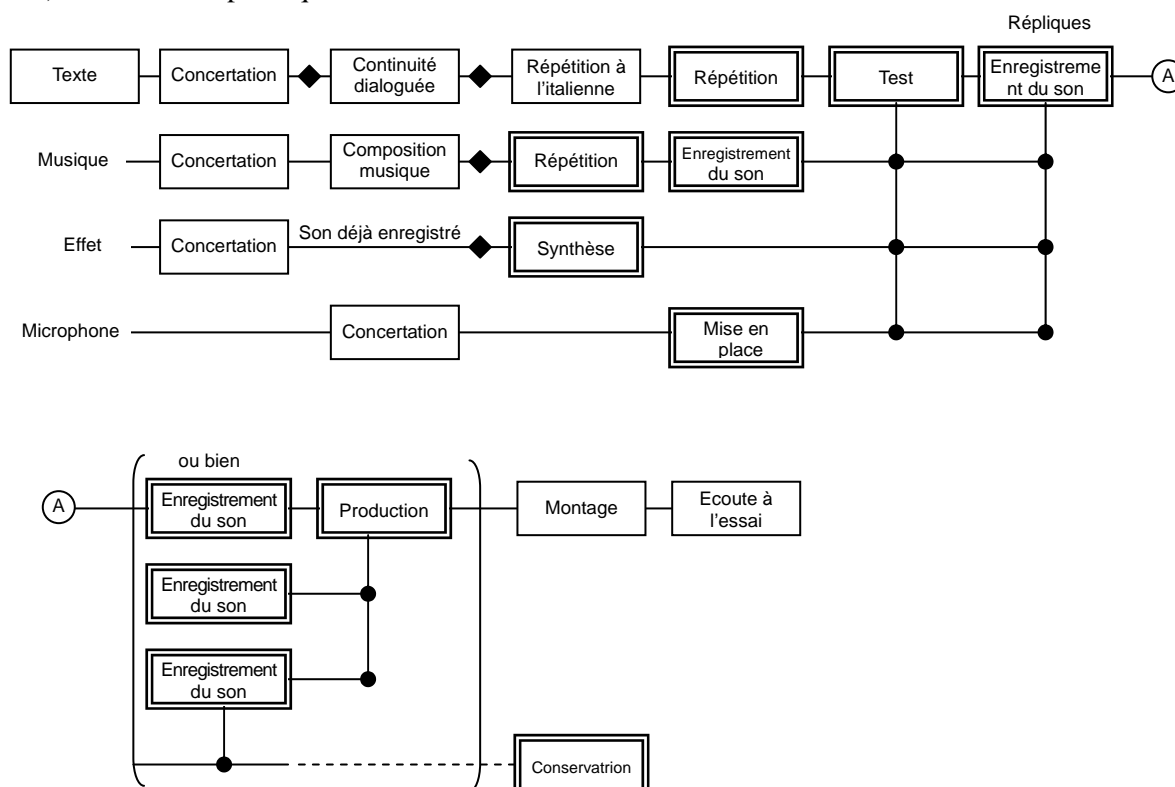 Répliques
Texte
Concertation
Continuité
dialoguée
Répétition à
l'italienne
Répétition
Test
Enregistreme
nt du son
A
Musique
Concertation
Composition
musique
Répétition
Enregistrement
du son
Effet
Concertation
Son déjà enregistré
Synthèse
Microphone
Concertation
Mise en
place
ou bien
A
Enregistrement
du son
Production
Montage
Ecoute à
l'essai
Enregistrement
du son
Enregistrement
du son
Conservatrion